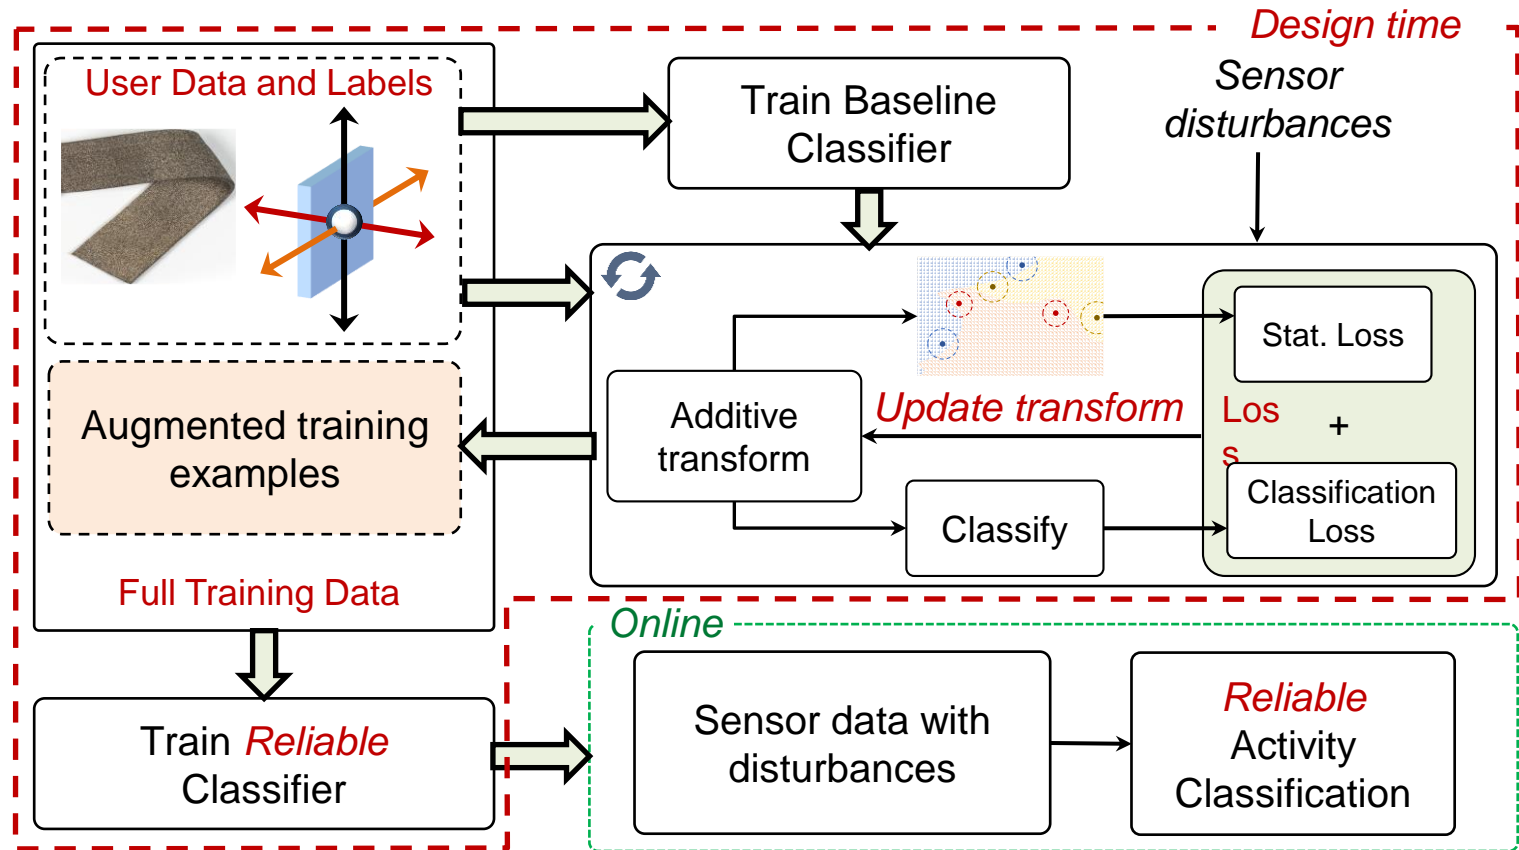 Design time
User Data and Labels
Train Baseline
Classifier
Sensor
disturbances
Stat. Loss
Additive
transform
Update transform
Los
s
+
Classify
Classification
Loss
Augmented training
examples
Full Training Data
Train Reliable
Classifier
Online
Sensor data with
disturbances
Reliable
Activity
Classification